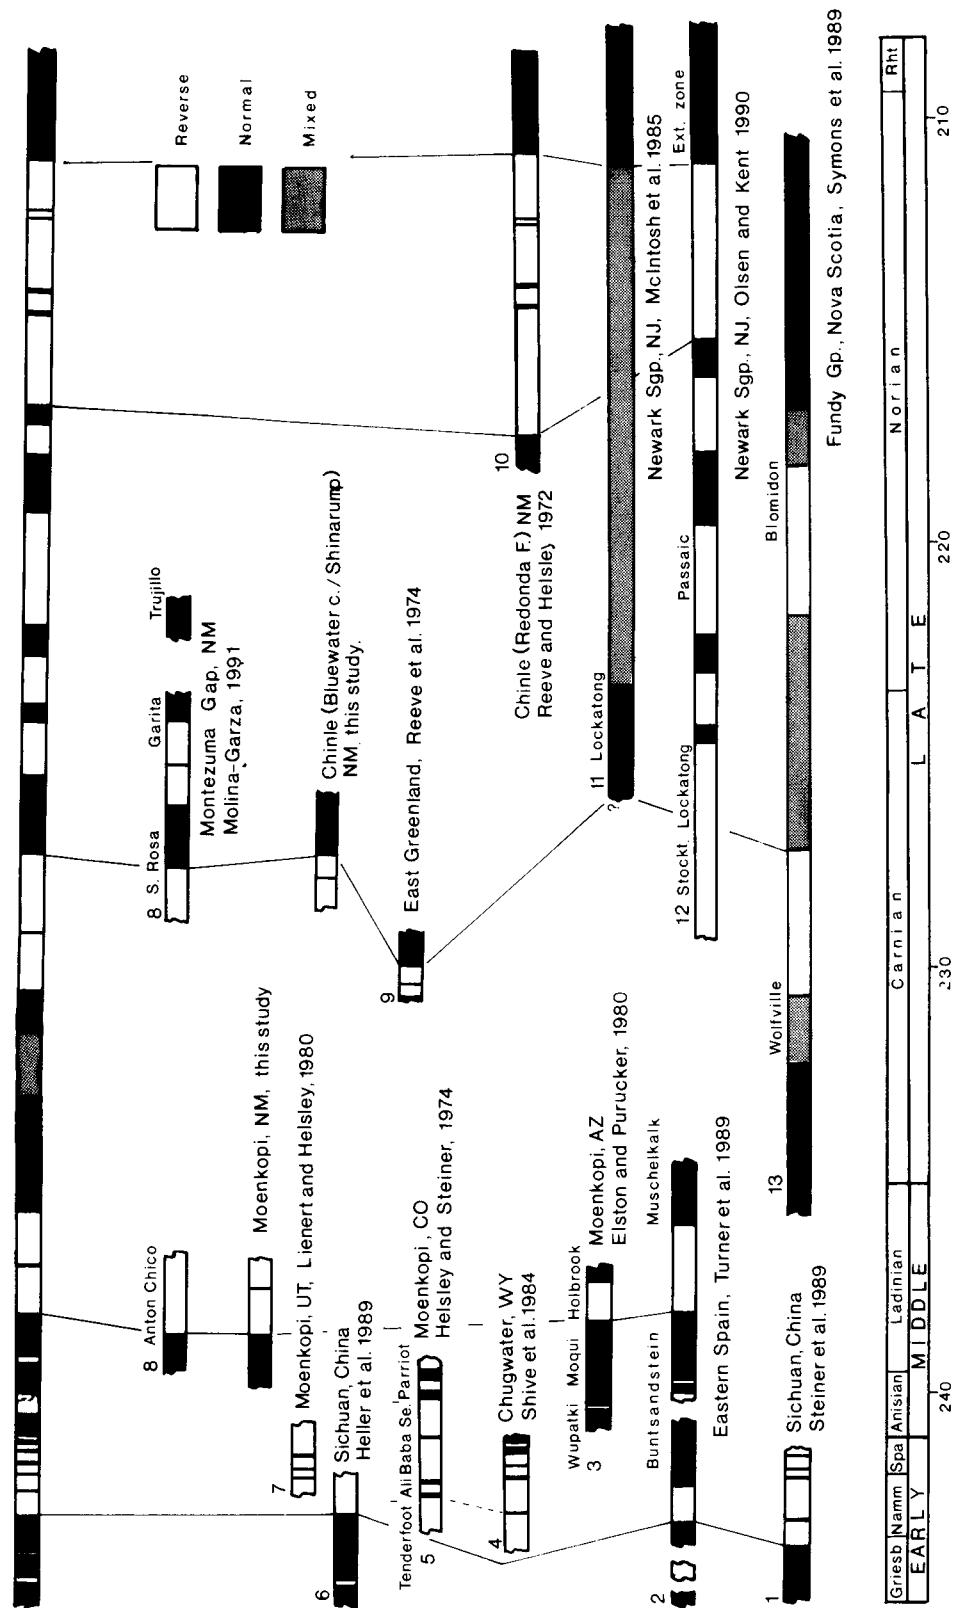 Reverse
Normal
Mixed
8 S. Rosa
Garita
Trujillo
Montezuma Gap, NM
Molina-Garza, 1991
8 Anton Chico
Moenkopi, NM, this study
Chinle (Bluewater c./Shinarump)
NM, this study.
7
Moenkopi, UT, Lienert and Helsley, 1980
6
Sichuan, China
Heller et al. 1989
9
East Greenland, Reeve et al. 1974
Tenderfoot Ali Baba Se. Parriot
5
Moenkopi, CO
Helsley and Steiner, 1974
4
Chugwater, WY
Shive et al. 1984
10
Chinle (Redonda F.) NM
Reeve and Helsley 1972
Wupatki Moqui Holbrook
3
Moenkopi, AZ
Elston and Purucker, 1980
? 11 Lockatong
Newark Sgp., NJ, McIntosh et al. 1985
Buntsandstein
Muschelkalk
2
Eastern Spain, Turner et al. 1989
12 Stockt. Lockatong
Passaic
Ext. zone
Newark Sgp., NJ, Olsen and Kent 1990
1
Sichuan, China
Steiner et al. 1989
13
Wolfville
Blomidon
Fundy Gp., Nova Scotia, Symons et al. 1989
Griesb Namm Spa Anisian Ladinian Carnian Norian Rht
EARLY MIDDLE LATE
240 230 220 210